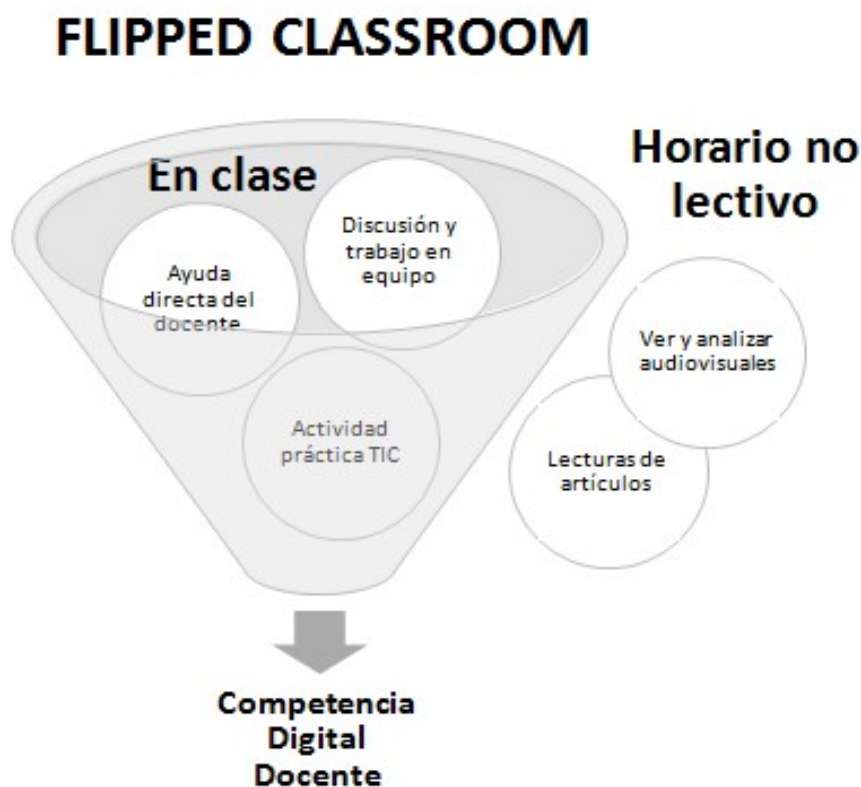 FLIPPED CLASSROOM
En clase
Ayuda
directa del
docente
Discusión y
trabajo en
equipo
Actividad
práctica TIC
Horario no
lectivo
Ver y analizar
audiovisuales
Lecturas de
artículos
Competencia
Digital
Docente